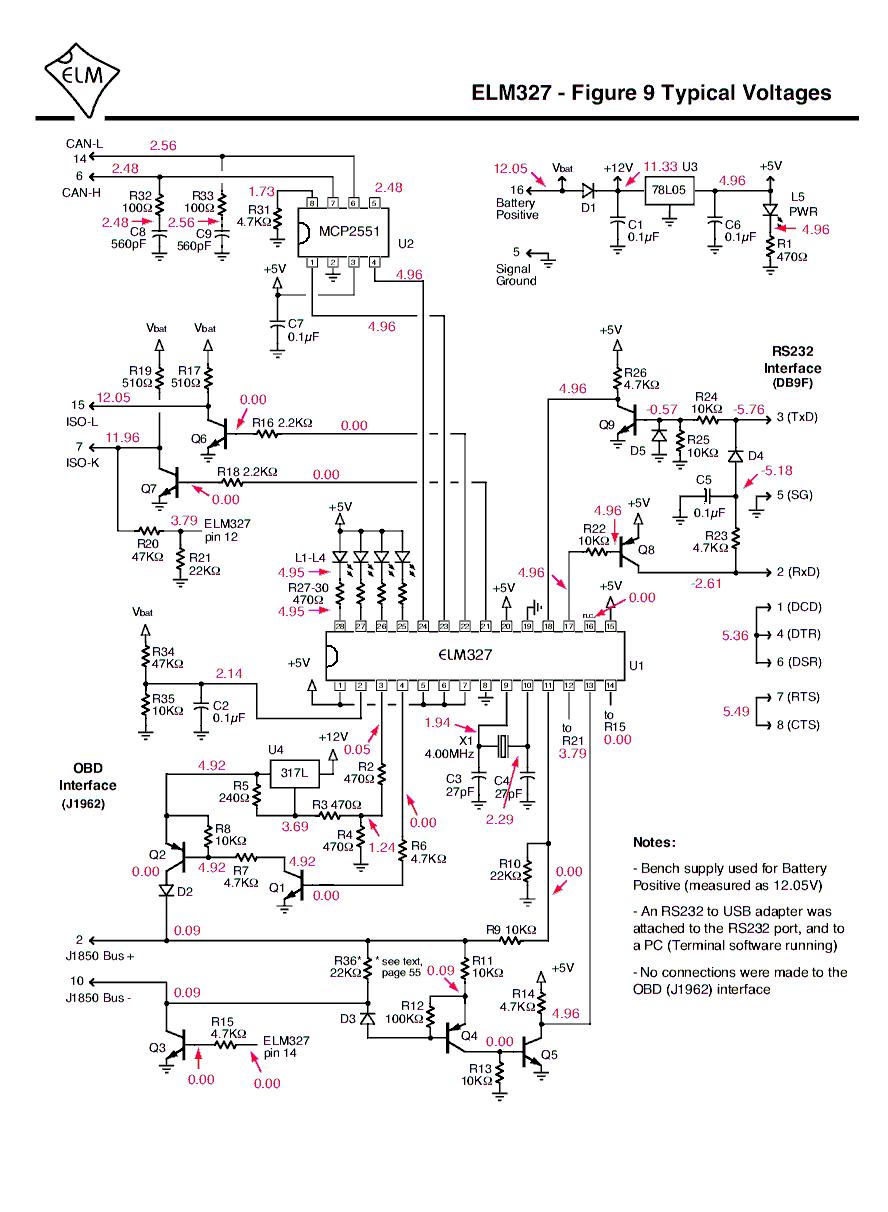 ELM
ELM327 - Figure 9 Typical Voltages
CAN-L
14
2.56
6
2.48
CAN-H
R32
100Ω
R33
100Ω
2.48
2.56
C8
560pF
C9
560pF
1.73
R31
4.7KΩ
2.48
8
7
6
5
MCP2551
U2
1
2
3
4
4.96
+5V
C7
0.1µF
4.96
12.05
Vbat
+12V
11.33
U3
+5V
16
Battery
Positive
D1
78L05
4.96
L5
PWR
C1
0.1µF
C6
0.1µF
4.96
R1
470Ω
5
Signal
Ground
Vbat
Vbat
R19
510Ω
R17
510Ω
12.05
0.00
15
ISO-L
Q6
R16 2.2KΩ
0.00
7
11.96
ISO-K
Q7
R18 2.2KΩ
0.00
0.00
3.79
ELM327
pin 12
R20
47KΩ
R21
22KΩ
+5V
R26
4.7KΩ
RS232
Interface
(DB9F)
4.96
R24
10KΩ
-0.57
-5.76
3 (TxD)
Q9
D5
R25
10KΩ
D4
-5.18
C5
0.1µF
5 (SG)
+5V
4.96
R22
10KΩ
Q8
R23
4.7KΩ
4.96
-2.61
2 (RxD)
+5V
L1-L4
4.95
R27-30
470Ω
4.95
+5V
+5V
n.c.
0.00
1 (DCD)
5.36
4 (DTR)
6 (DSR)
5.49
7 (RTS)
8 (CTS)
28
27
26
25
24
23
22
21
20
19
18
17
16
15
ELM327
U1
+5V
1
2
3
4
5
6
7
8
9
10
11
12
13
14
Vbat
R34
47KΩ
2.14
R35
10KΩ
C2
0.1µF
1.94
X1
4.00MHz
C3
27pF
C4
27pF
2.29
to
R21
3.79
to
R15
0.00
0.05
+12V
OBD
Interface
(J1962)
4.92
U4
317L
R2
470Ω
R5
240Ω
3.69
R3 470Ω
0.00
R8
10KΩ
R4
470Ω
1.24
R6
4.7KΩ
Q2
0.00
4.92
R7
4.7KΩ
4.92
Q1
0.00
D2
R10
22KΩ
0.00
2
0.09
J1850 Bus +
R9 10KΩ
10
0.09
J1850 Bus -
R36*
22KΩ
* see text,
page 55
0.09
R11
10KΩ
+5V
R14
4.7KΩ
4.96
D3
R12
100KΩ
Q4
0.00
Q5
R13
10KΩ
R15
4.7KΩ
ELM327
pin 14
Q3
0.00
0.00
Notes:
- Bench supply used for Battery
Positive (measured as 12.05V)
- An RS232 to USB adapter was
attached to the RS232 port, and to
a PC (Terminal software running)
- No connections were made to the
OBD (J1962) interface